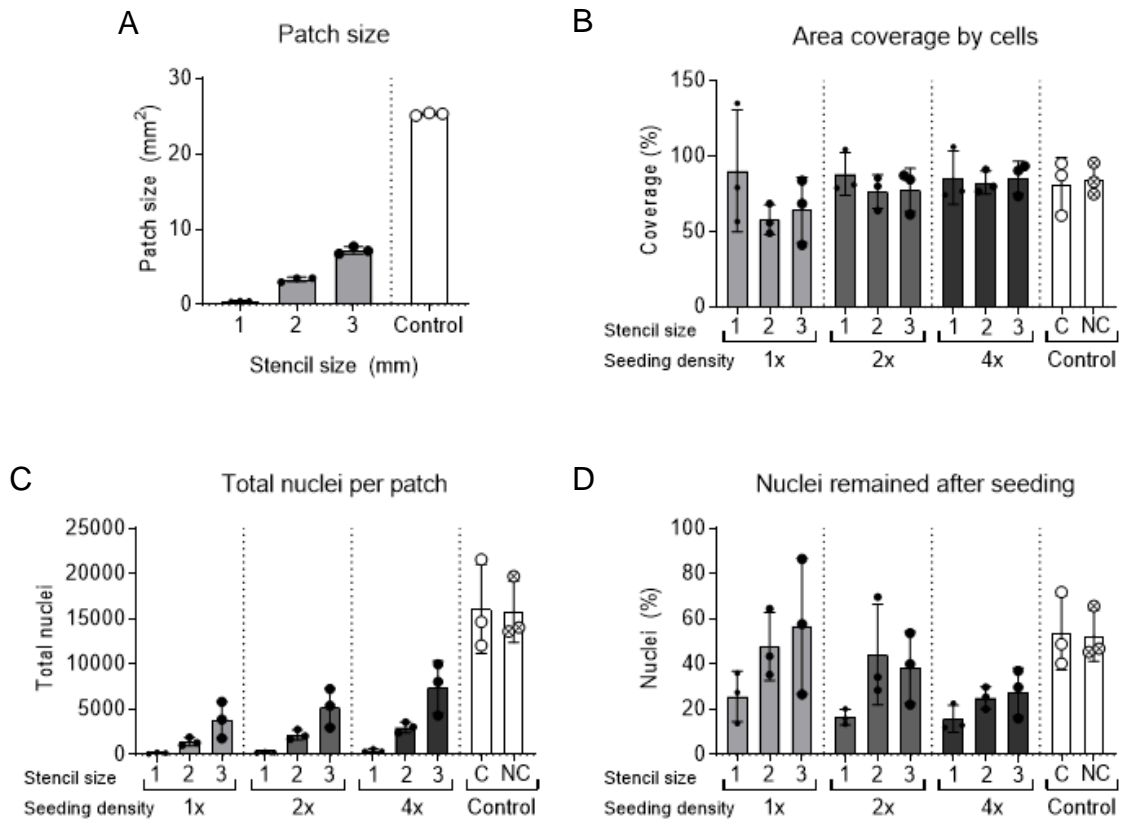 A
Patch size
Patch size (mm²)
30
20
10
0
1 2 3 Control
Stencil size (mm)
B
Area coverage by cells
Coverage (%)
150
100
50
0
Stencil size 1 2 3 1 2 3 1 2 3 C NC
Seeding density 1x 2x 4x Control
C
Total nuclei per patch
Total nuclei
25000
20000
15000
10000
5000
0
Stencil size 1 2 3 1 2 3 1 2 3 C NC
Seeding density 1x 2x 4x Control
D
Nuclei remained after seeding
Nuclei (%)
100
80
60
40
20
0
Stencil size 1 2 3 1 2 3 1 2 3 C NC
Seeding density 1x 2x 4x Control